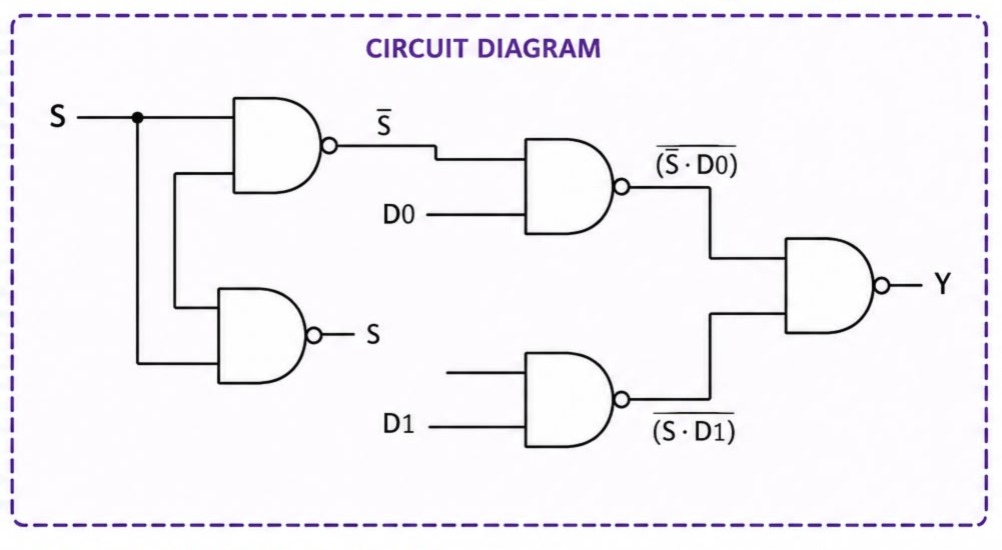 CIRCUIT DIAGRAM
S
S̅
D0
(S̅ · D0)̅
Y
S
D1
(S · D1)̅